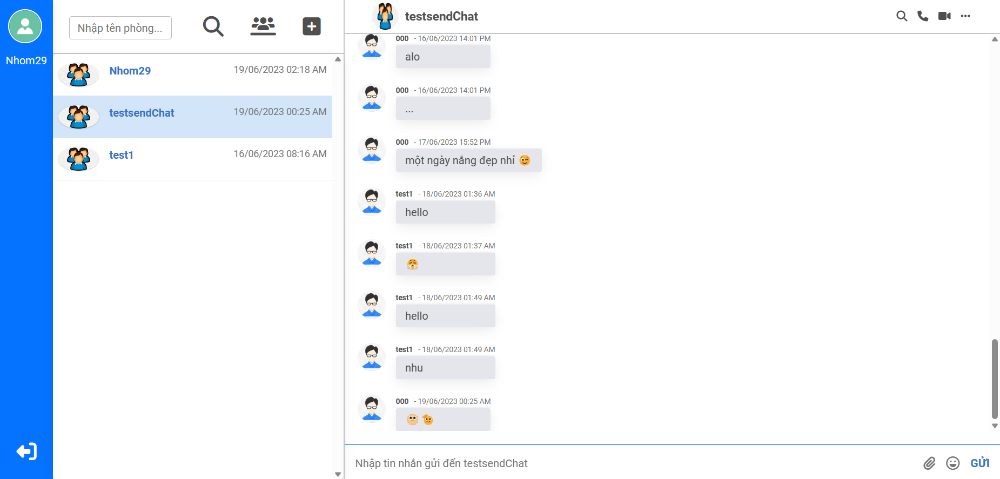 Nhom29
Nhập tên phòng...
Nhom29
19/06/2023 02:18 AM
testsendChat
19/06/2023 00:25 AM
test1
16/06/2023 08:16 AM
testsendChat
000 - 16/06/2023 14:01 PM
alo
000 - 16/06/2023 14:01 PM
...
000 - 17/06/2023 15:52 PM
một ngày nắng đẹp nhỉ 😊
test1 - 18/06/2023 01:36 AM
hello
test1 - 18/06/2023 01:37 AM
😤
test1 - 18/06/2023 01:49 AM
hello
test1 - 18/06/2023 01:49 AM
nhu
000 - 19/06/2023 00:25 AM
Nhập tin nhắn gửi đến testsendChat
GỬI